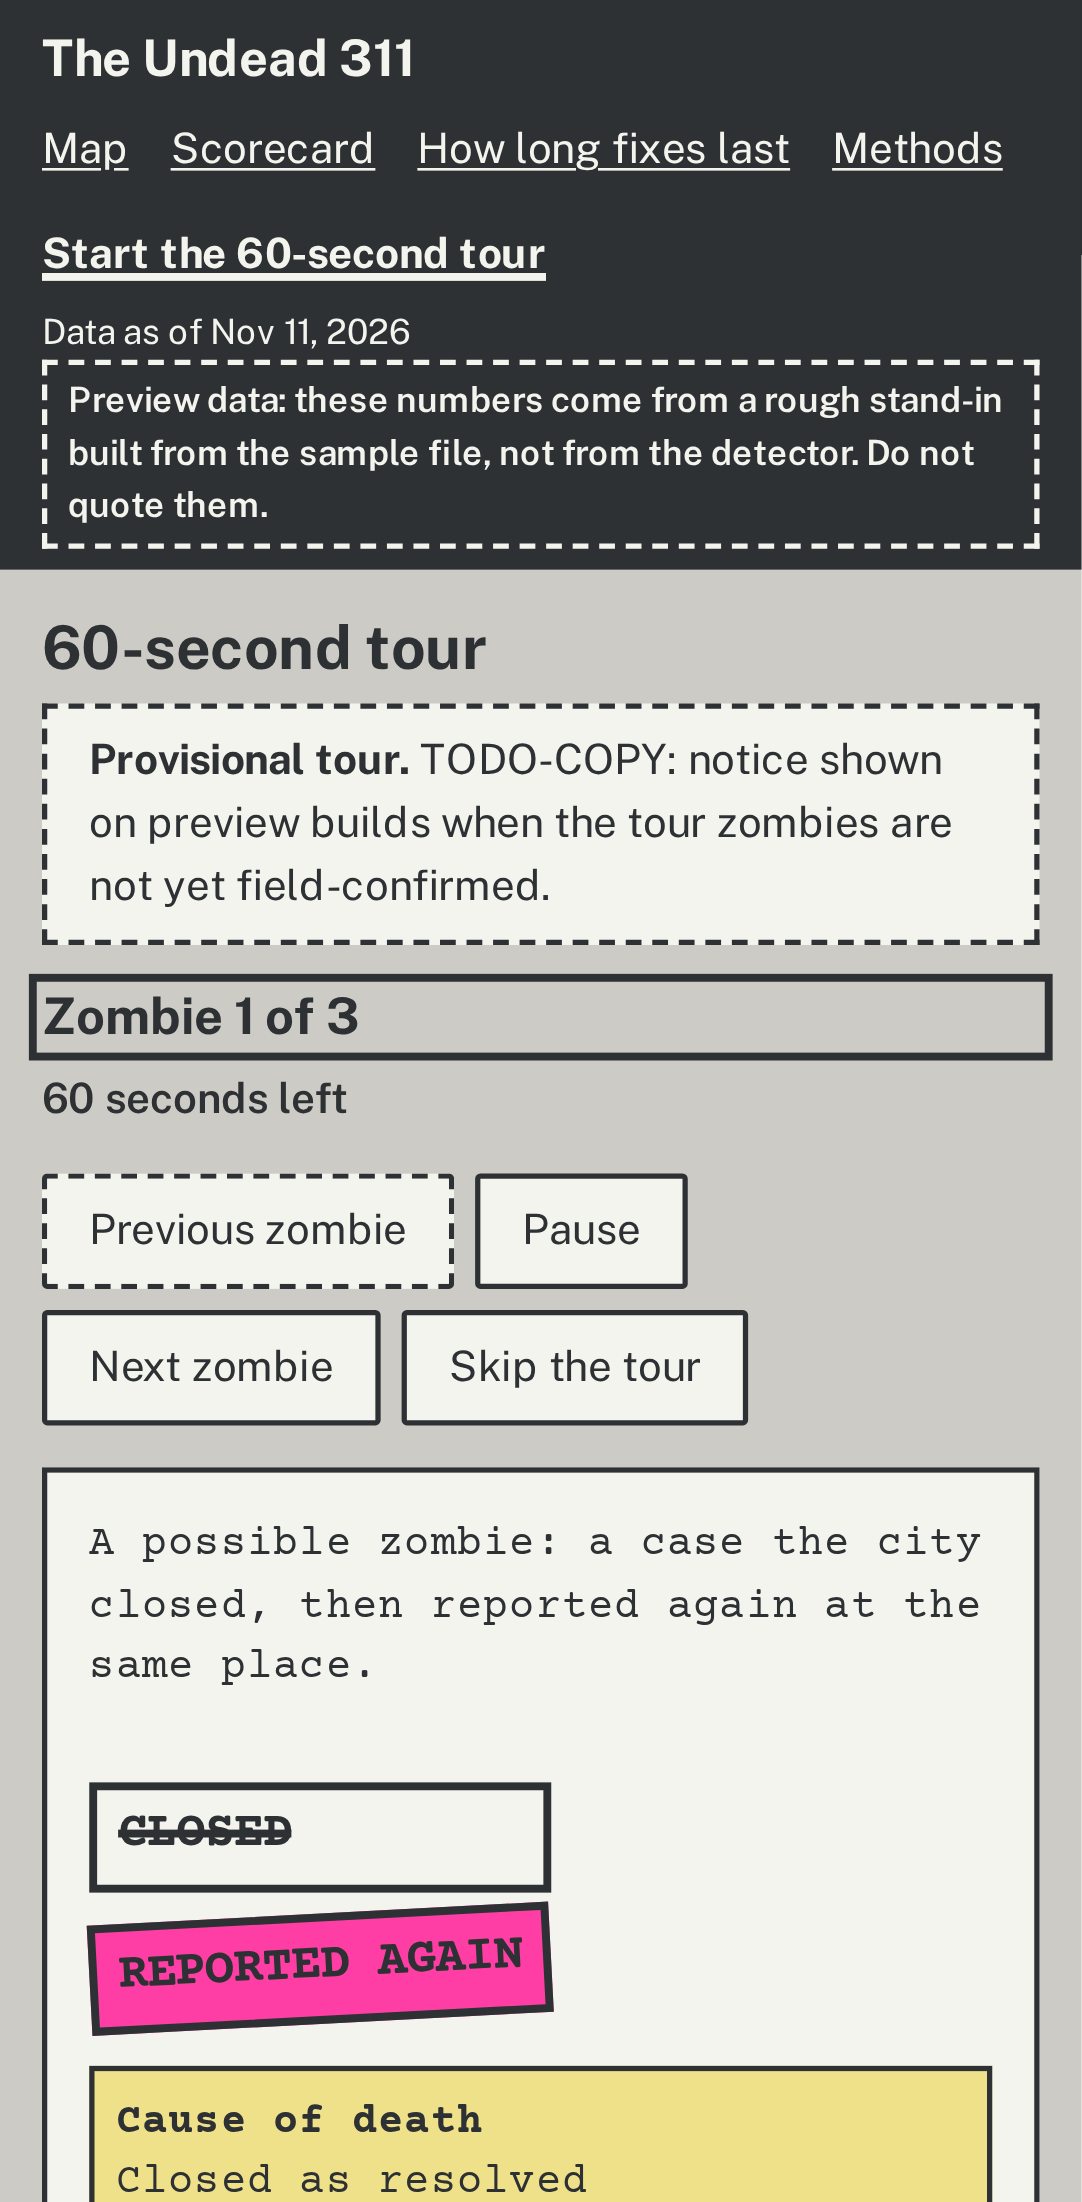 The Undead 311
Map Scorecard How long fixes last Methods
Start the 60-second tour
Data as of Nov 11, 2026
Preview data: these numbers come from a rough stand-in
built from the sample file, not from the detector. Do not
quote them.
60-second tour
Provisional tour. TODO-COPY: notice shown
on preview builds when the tour zombies are
not yet field-confirmed.
Zombie 1 of 3
60 seconds left
Previous zombie Pause
Next zombie Skip the tour
A possible zombie: a case the city
closed, then reported again at the
same place.
CLOSED
REPORTED AGAIN
Cause of death
Closed as resolved